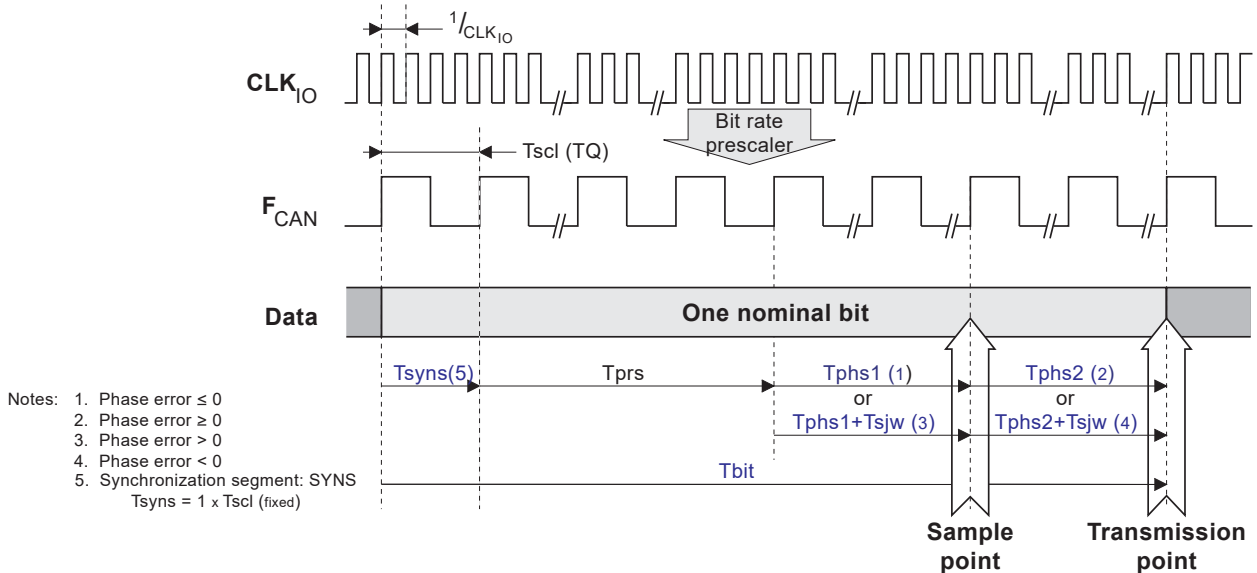 1/CLKIO
CLKIO
Bit rate
prescaler
Tscl (TQ)
FCAN
Data
One nominal bit
Tsyns(5)
Tprs
Tphs1 (1)
Tphs2 (2)
or
or
Tphs1+Tsjw (3)
Tphs2+Tsjw (4)
Tbit
Notes: 1. Phase error ≤ 0
2. Phase error ≥ 0
3. Phase error > 0
4. Phase error < 0
5. Synchronization segment: SYNS
Tsyns = 1 x Tscl (fixed)
Sample
point
Transmission
point